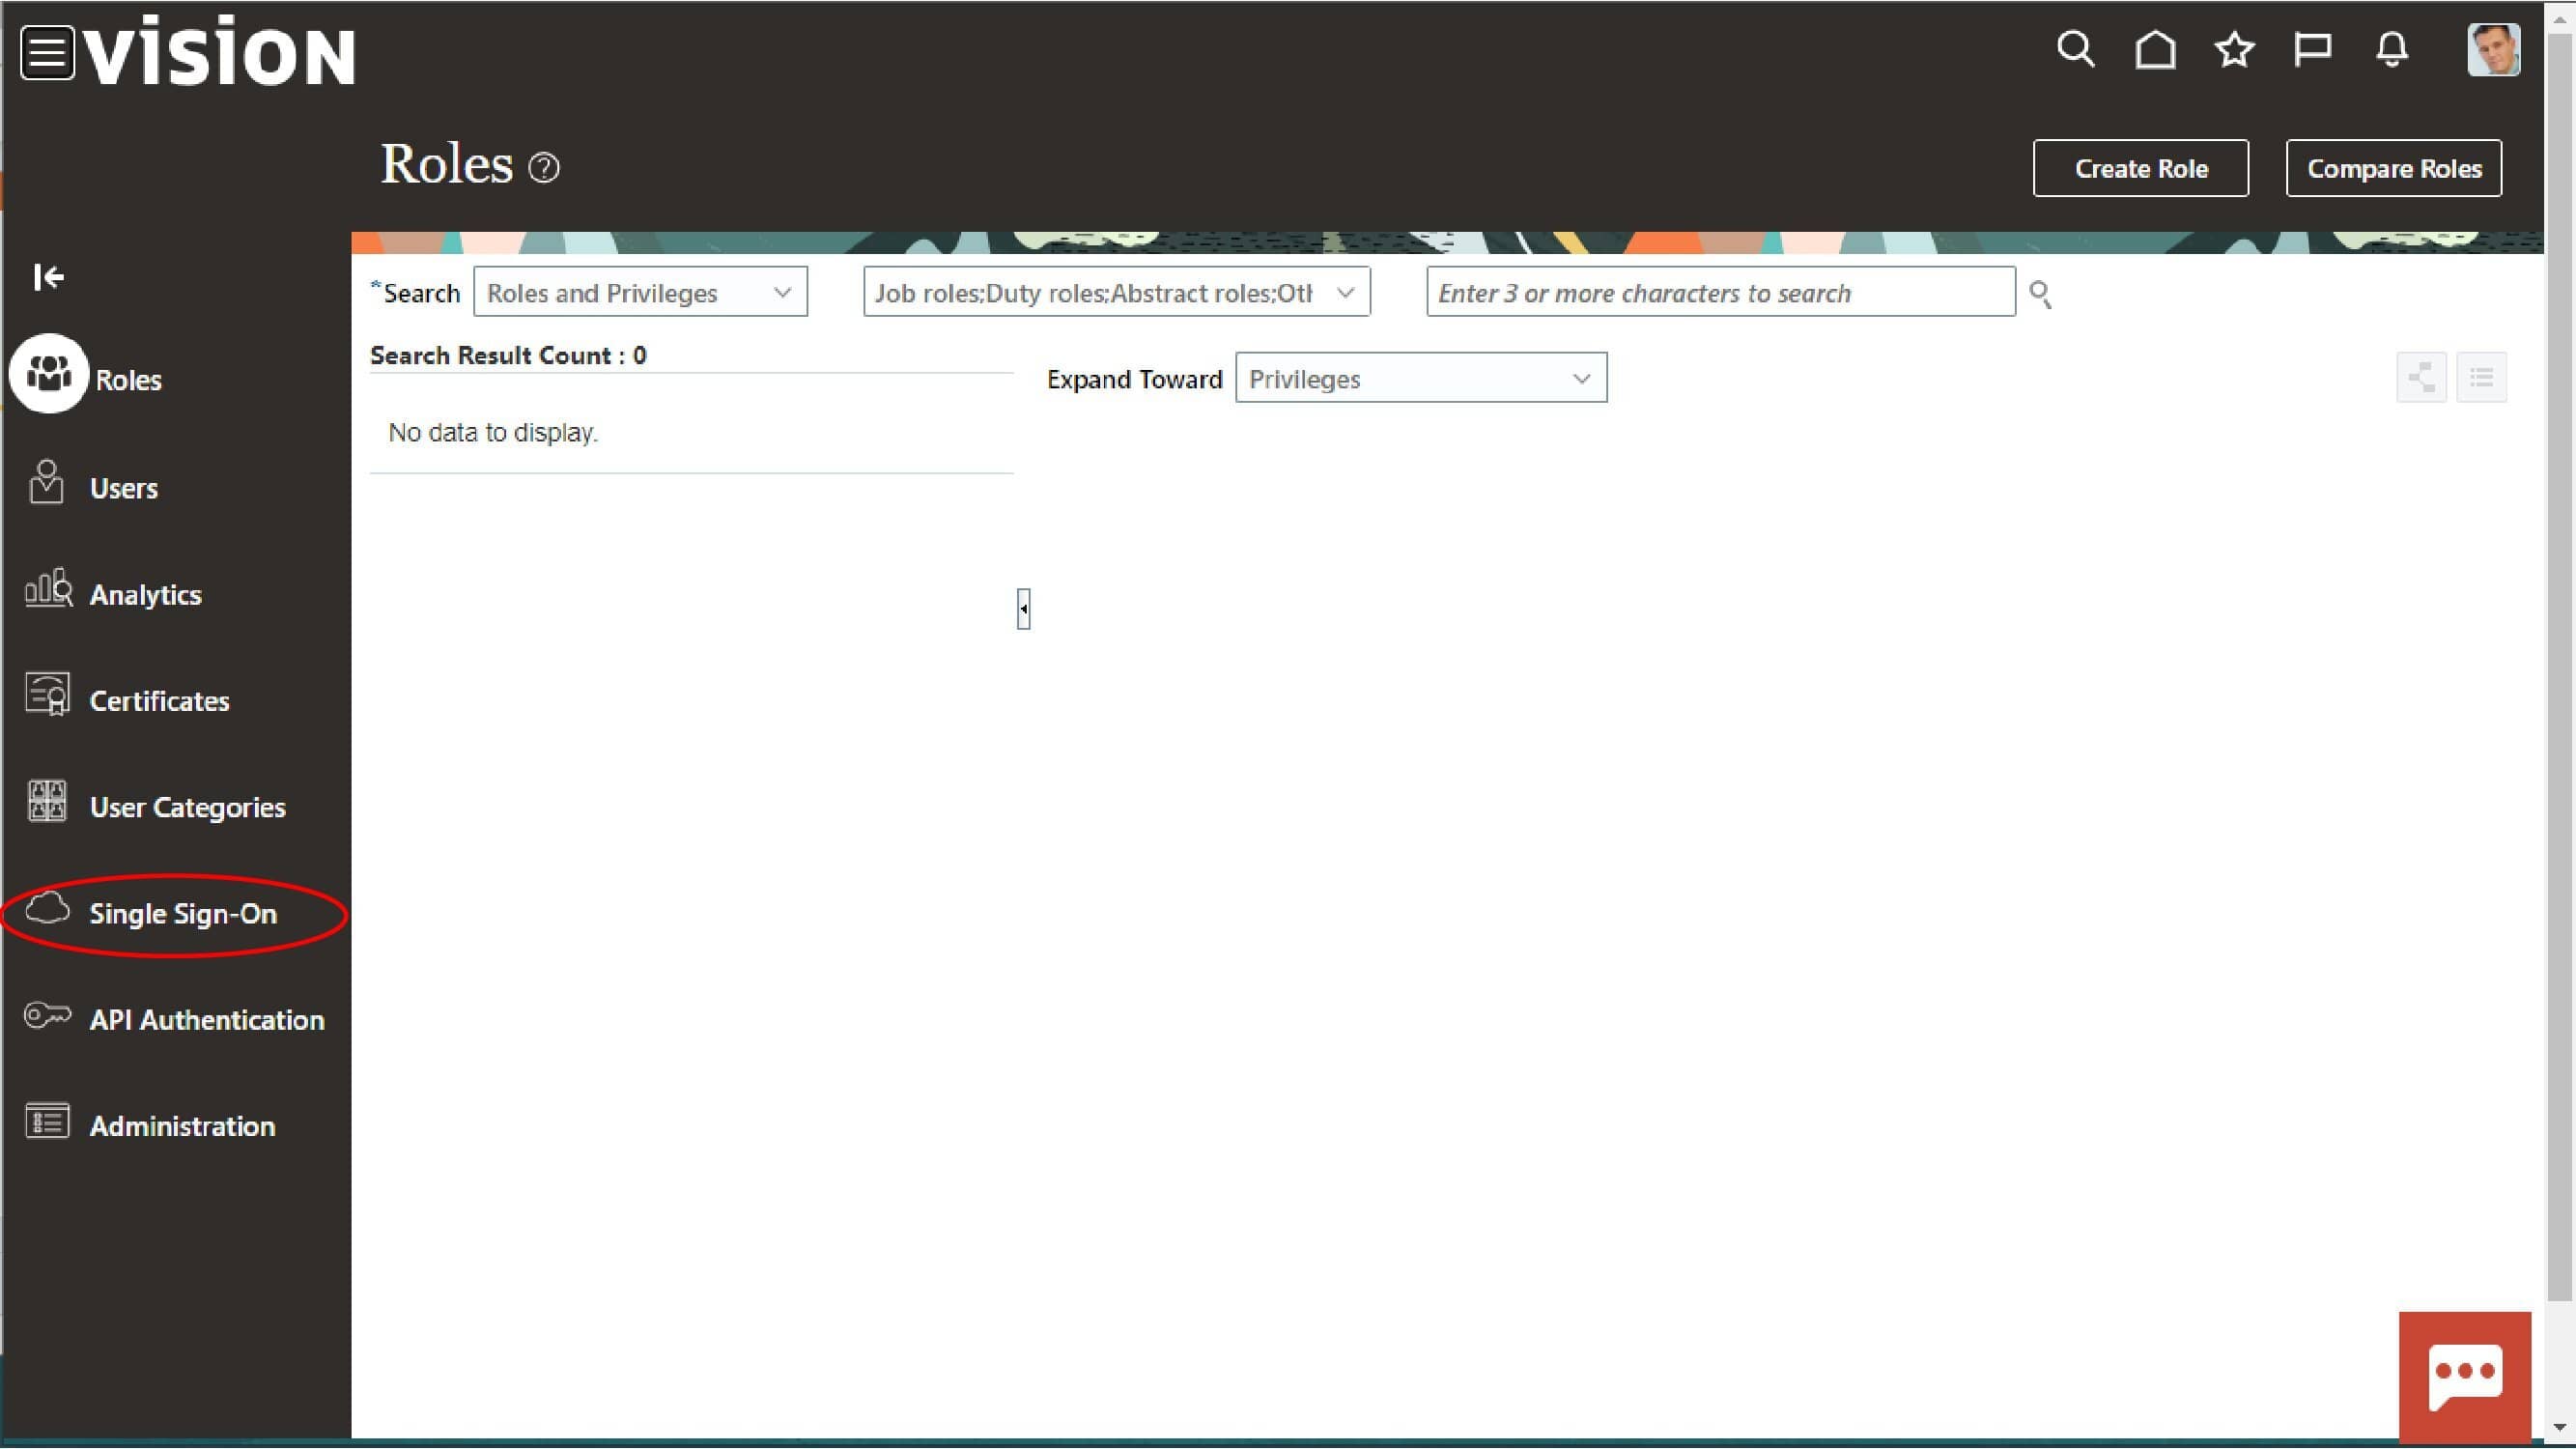 vision
Roles ?
Create Role
Compare Roles
*Search
Roles and Privileges
Job roles;Duty roles;Abstract roles;Oth
Enter 3 or more characters to search
Search Result Count : 0
Expand Toward
Privileges
No data to display.
Roles
Users
Analytics
Certificates
User Categories
Single Sign-On
API Authentication
Administration